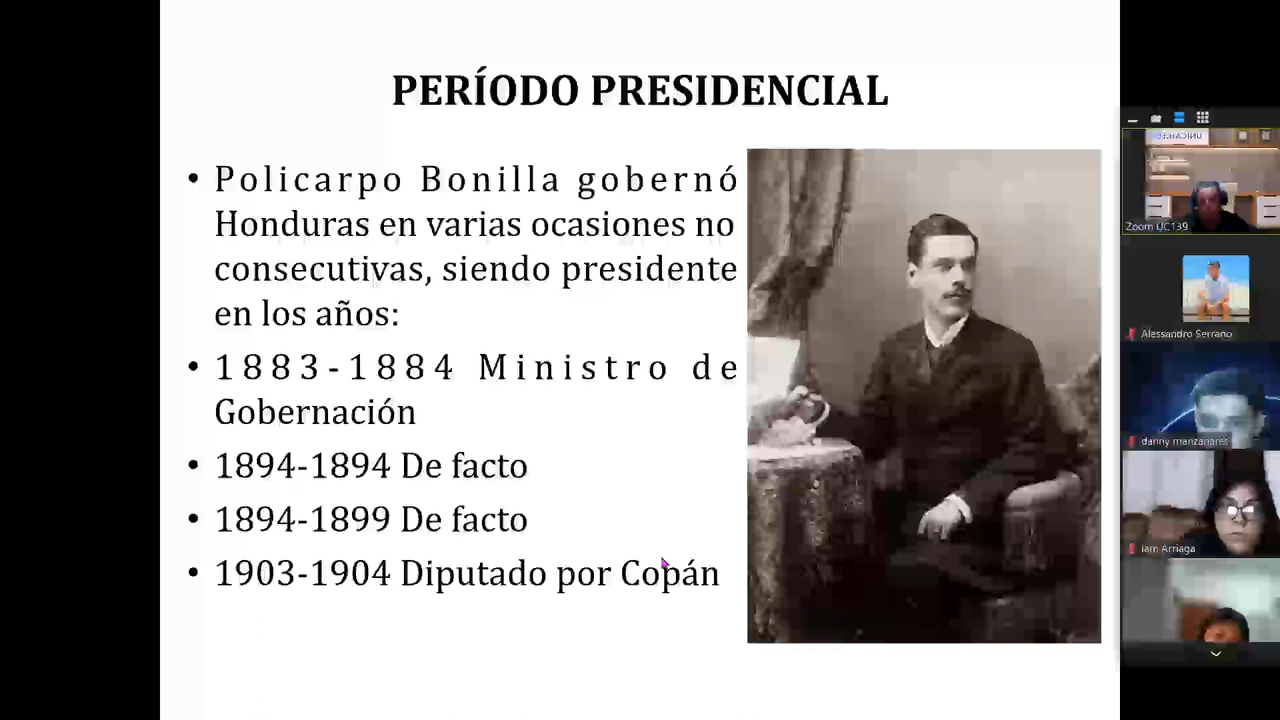 PERÍODO PRESIDENCIAL
• Policarpo Bonilla gobernó
Honduras en varias ocasiones no
consecutivas, siendo presidente
en los años:
• 1883-1884 Ministro de
Gobernación
• 1894-1894 De facto
• 1894-1899 De facto
• 1903-1904 Diputado por Copán
Zoom UC139
Alessandro Serrano
danny manzanares
iam Arriaga